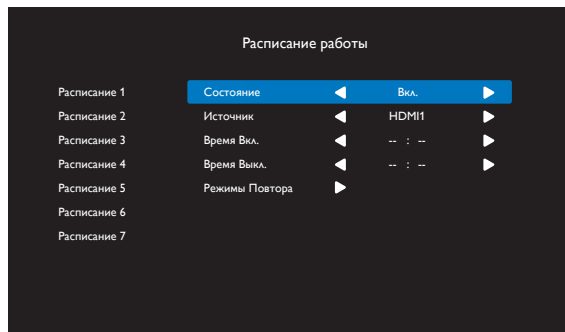 Расписание работы
Расписание 1 Состояние Вкл.
Расписание 2 Источник HDMI1
Расписание 3 Время Вкл. -- : --
Расписание 4 Время Выкл. -- : --
Расписание 5 Режимы Повтора
Расписание 6
Расписание 7